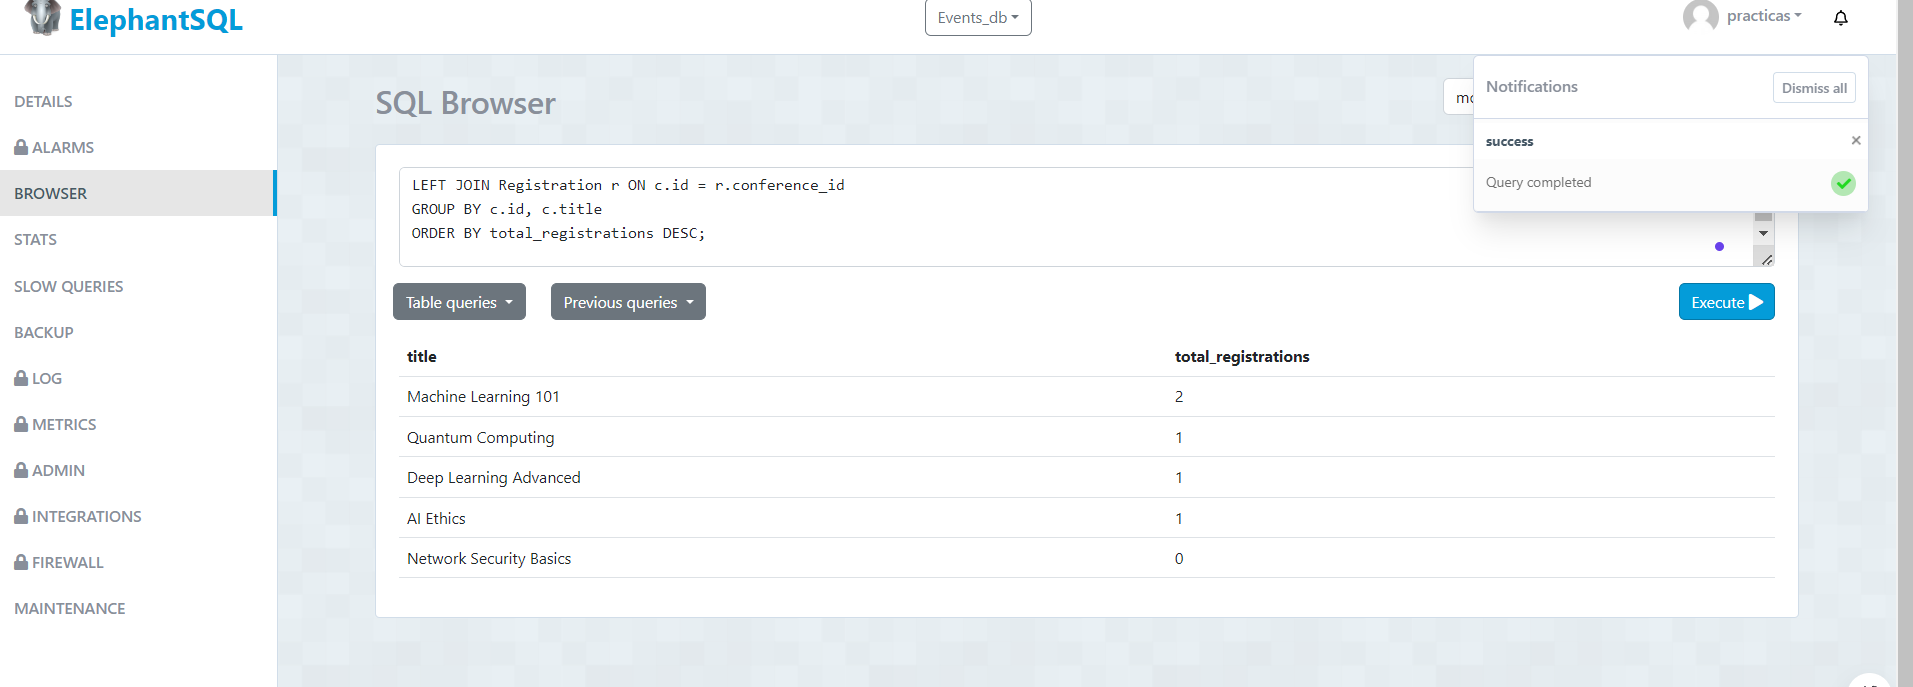 ElephantSQL
Events_db
practicas
DETAILS
ALARMS
BROWSER
STATS
SLOW QUERIES
BACKUP
LOG
METRICS
ADMIN
INTEGRATIONS
FIREWALL
MAINTENANCE
SQL Browser
Notifications
Dismiss all
success
Query completed
LEFT JOIN Registration r ON c.id = r.conference_id
GROUP BY c.id, c.title
ORDER BY total_registrations DESC;
Table queries
Previous queries
Execute
title total_registrations
Machine Learning 101 2
Quantum Computing 1
Deep Learning Advanced 1
AI Ethics 1
Network Security Basics 0